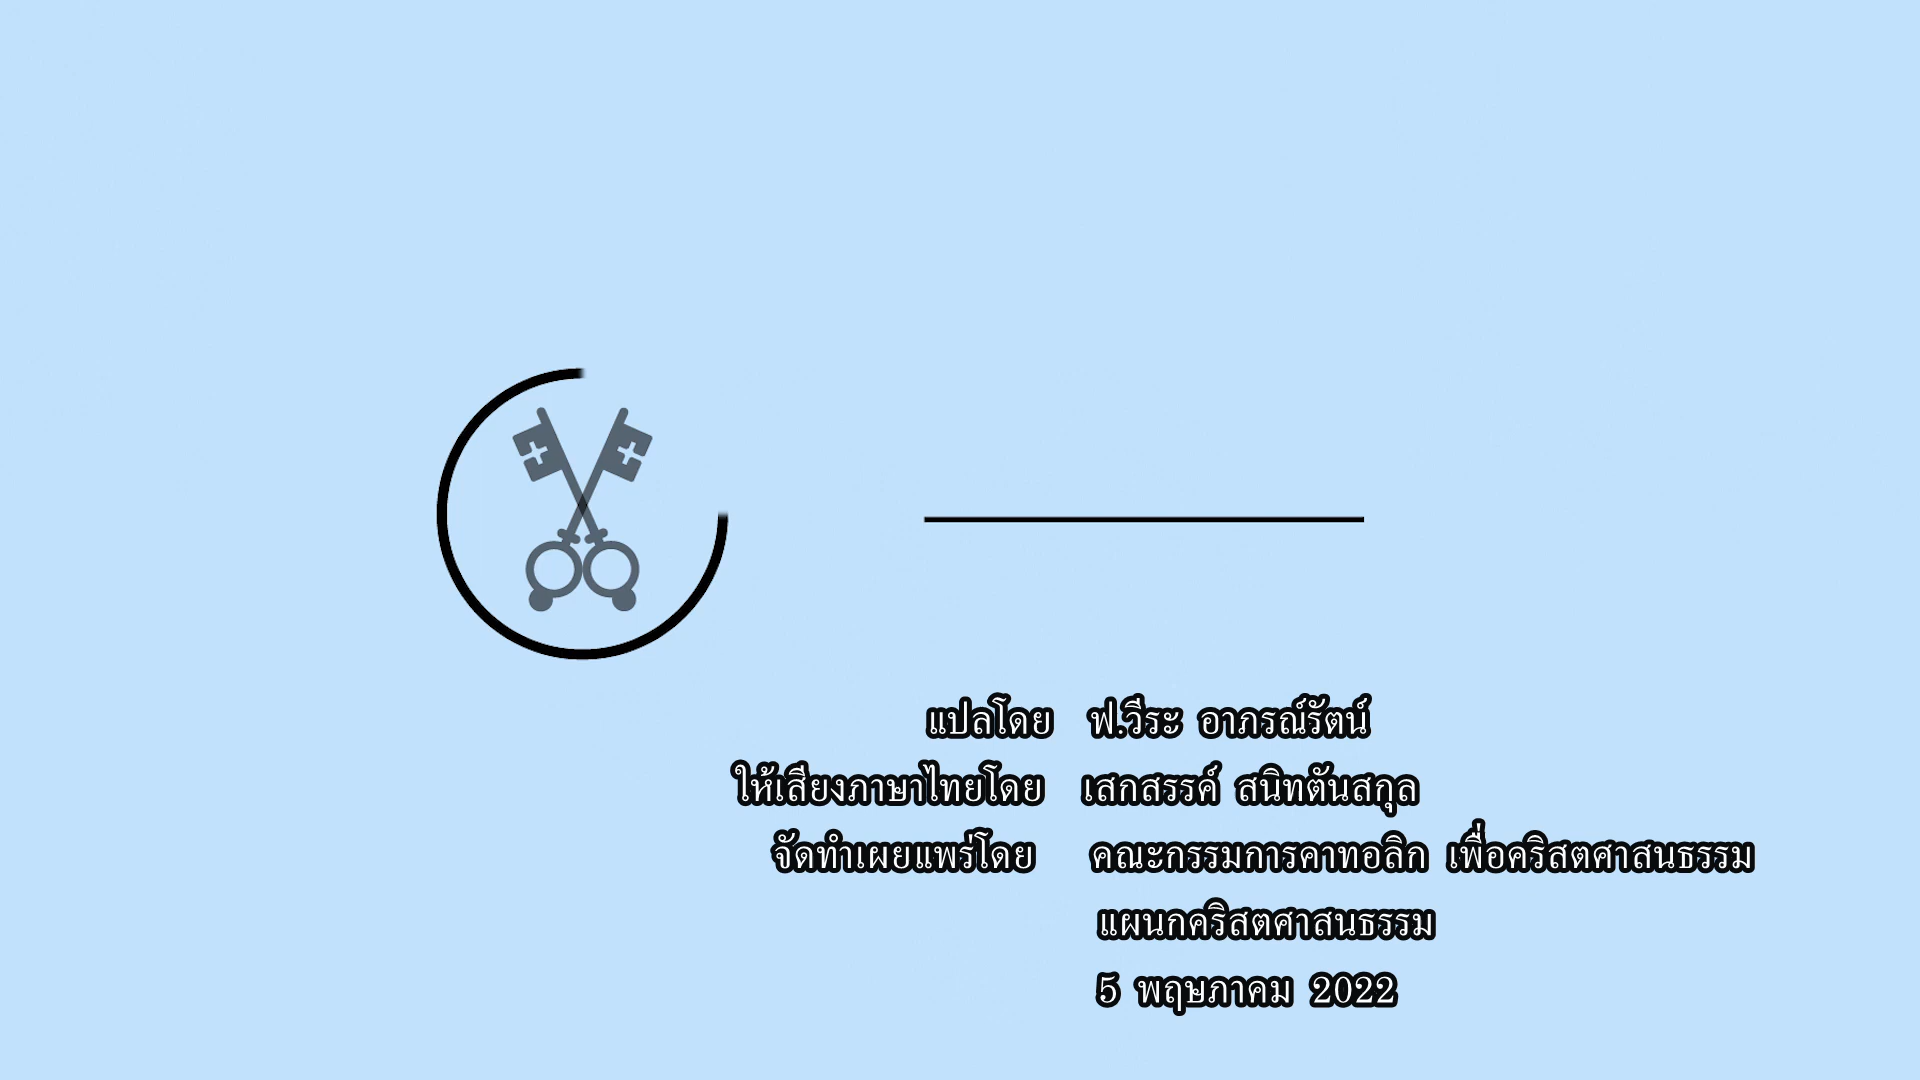 แปลโดย ฟ.วีระ อาภรณ์รัตน์
ให้เสียงภาษาไทยโดย เสกสรรค์ สนิทตันสกุล
จัดทำเผยแพร่โดย คณะกรรมการคาทอลิก เพื่อคริสตศาสนธรรม
แผนกคริสตศาสนธรรม
5 พฤษภาคม 2022